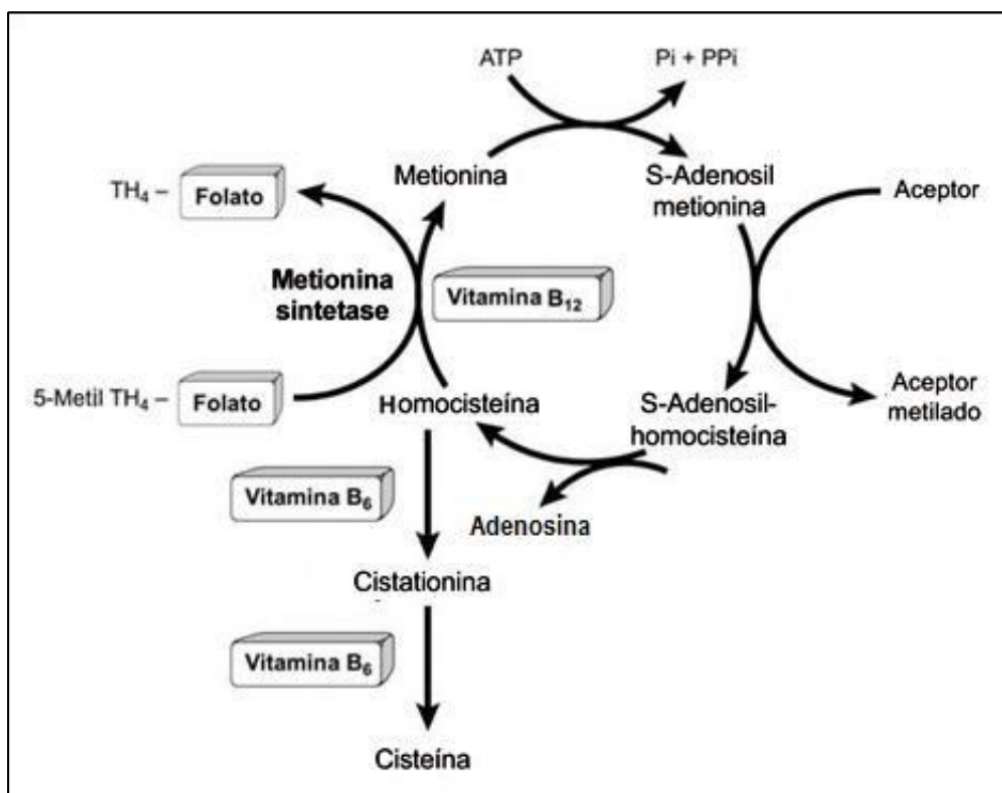 ATP
Pi + PPi
Metionina
S-Adenosil
metionina
Aceptor
TH₄ – Folato
Metionina
sintetase
Vitamina B₁₂
5-Metil TH₄ – Folato
Homocisteína
S-Adenosil-
homocisteína
Aceptor
metilado
Vitamina B₆
Adenosina
Cistationina
Vitamina B₆
Cisteína